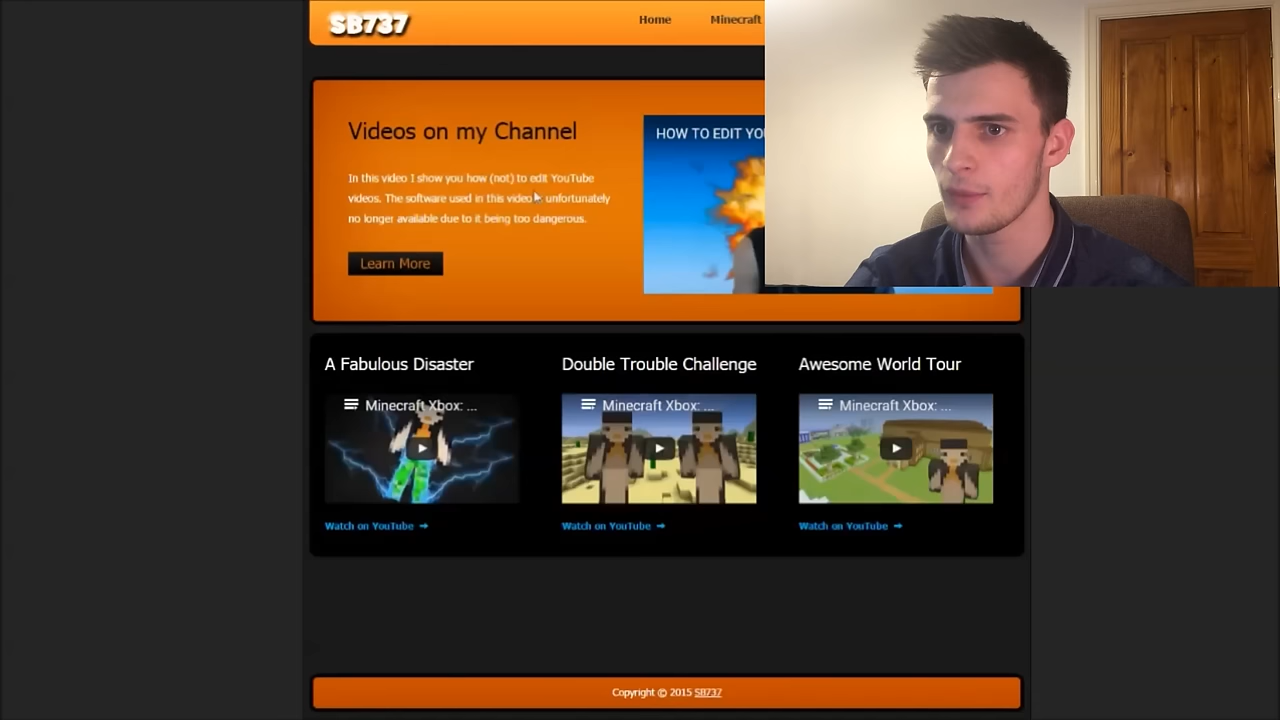 SB737
Home
Minecraft
Videos on my Channel
In this video I show you how (not) to edit YouTube
videos. The software used in this video unfortunately
no longer available due to it being too dangerous.
Learn More
HOW TO EDIT YO
A Fabulous Disaster
Double Trouble Challenge
Awesome World Tour
Minecraft Xbox: ...
Minecraft Xbox: ...
Minecraft Xbox: ...
Watch on YouTube →
Watch on YouTube →
Watch on YouTube →
Copyright © 2015 SB737